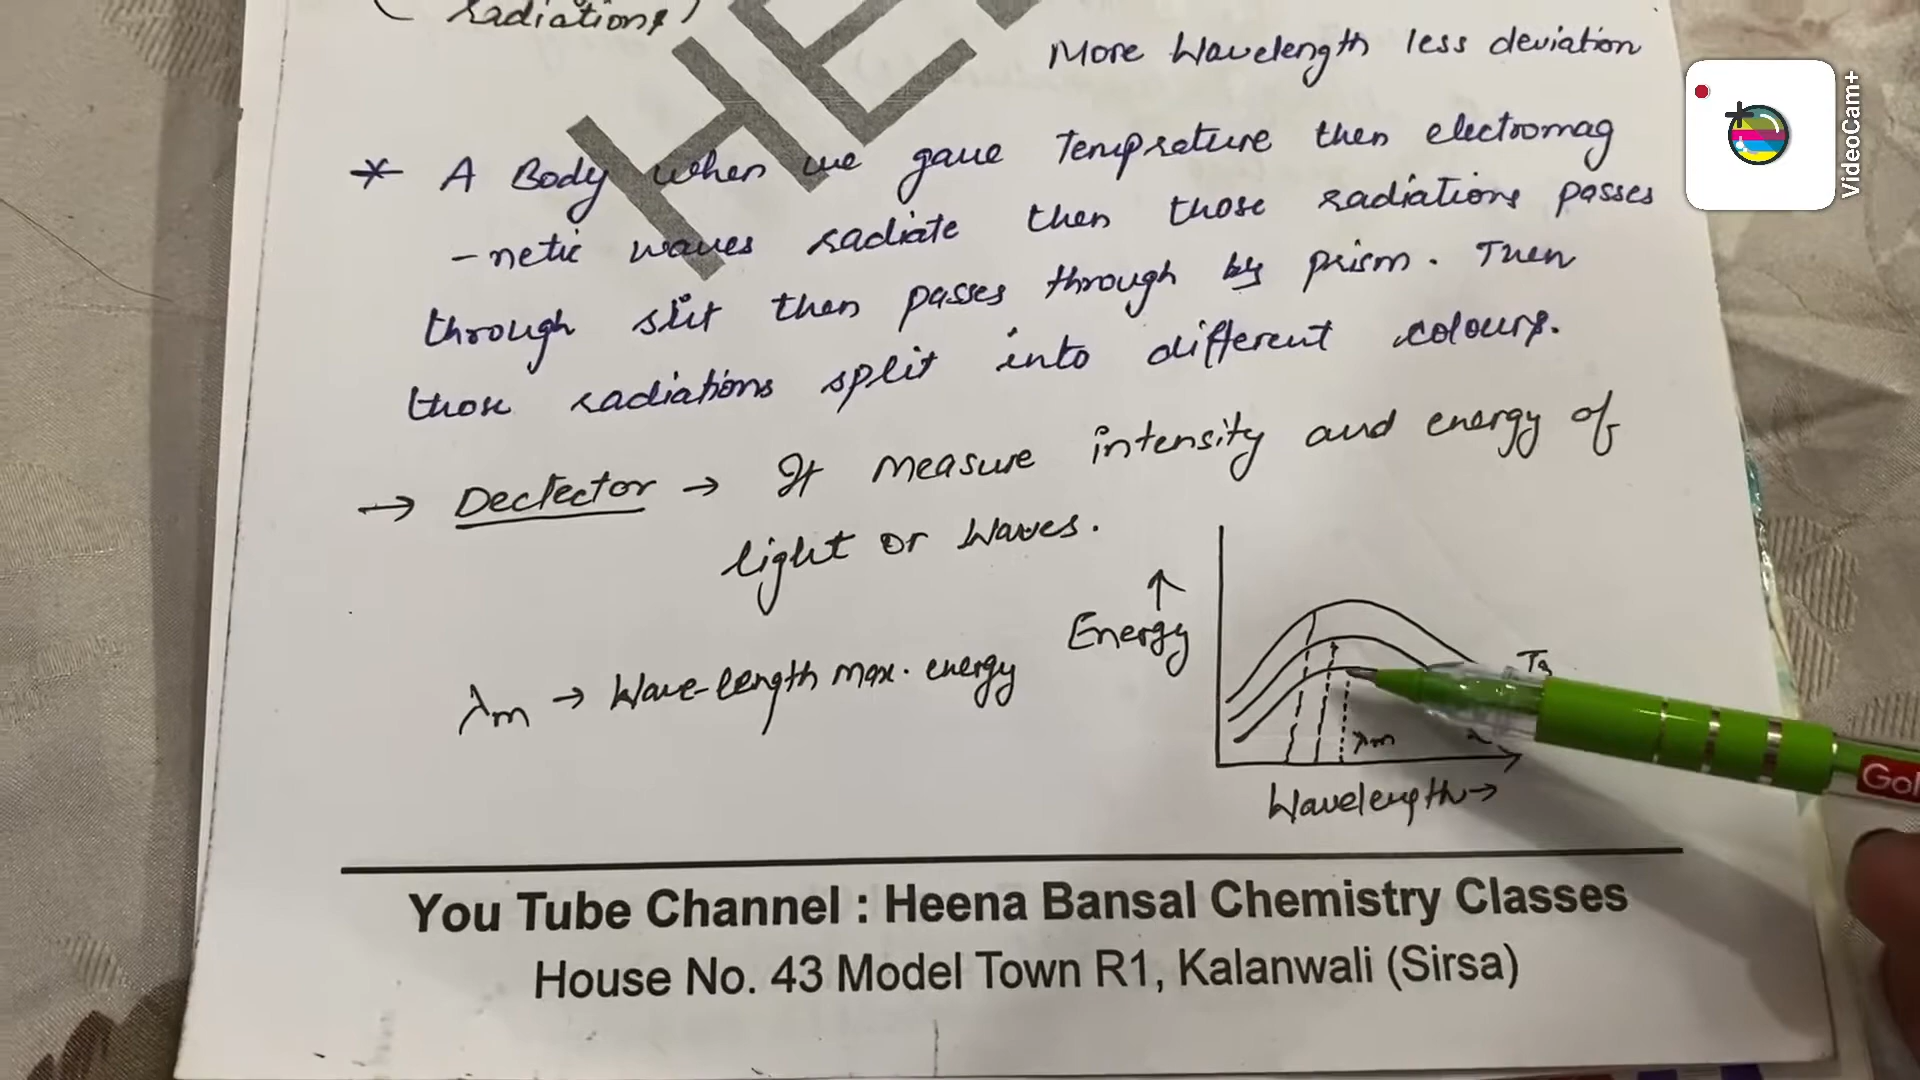 ( radiations)
HE
More Wavelength less deviation
VideoCam+
* A Body when we gave Temprature then electromag
- netic waves radiate then those radiations passes
through slit then passes through by prism. Then
those radiations split into different colours.
→ Dectector → It measure intensity and energy of
light or Waves.
↑
Energy
λm → Wave-length max. energy
T3
λm
Wavelength →
Gol
You Tube Channel : Heena Bansal Chemistry Classes
House No. 43 Model Town R1, Kalanwali (Sirsa)